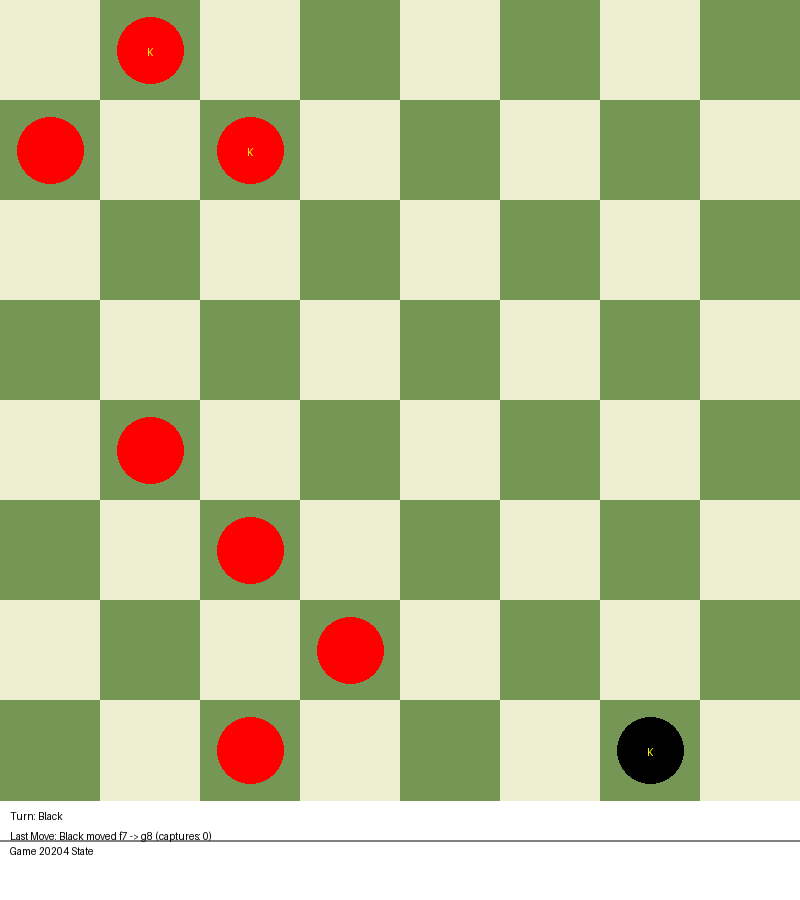 K
K
K
Turn: Black
Last Move: Black moved f7 -> g8 (captures: 0)
Game 20204 State